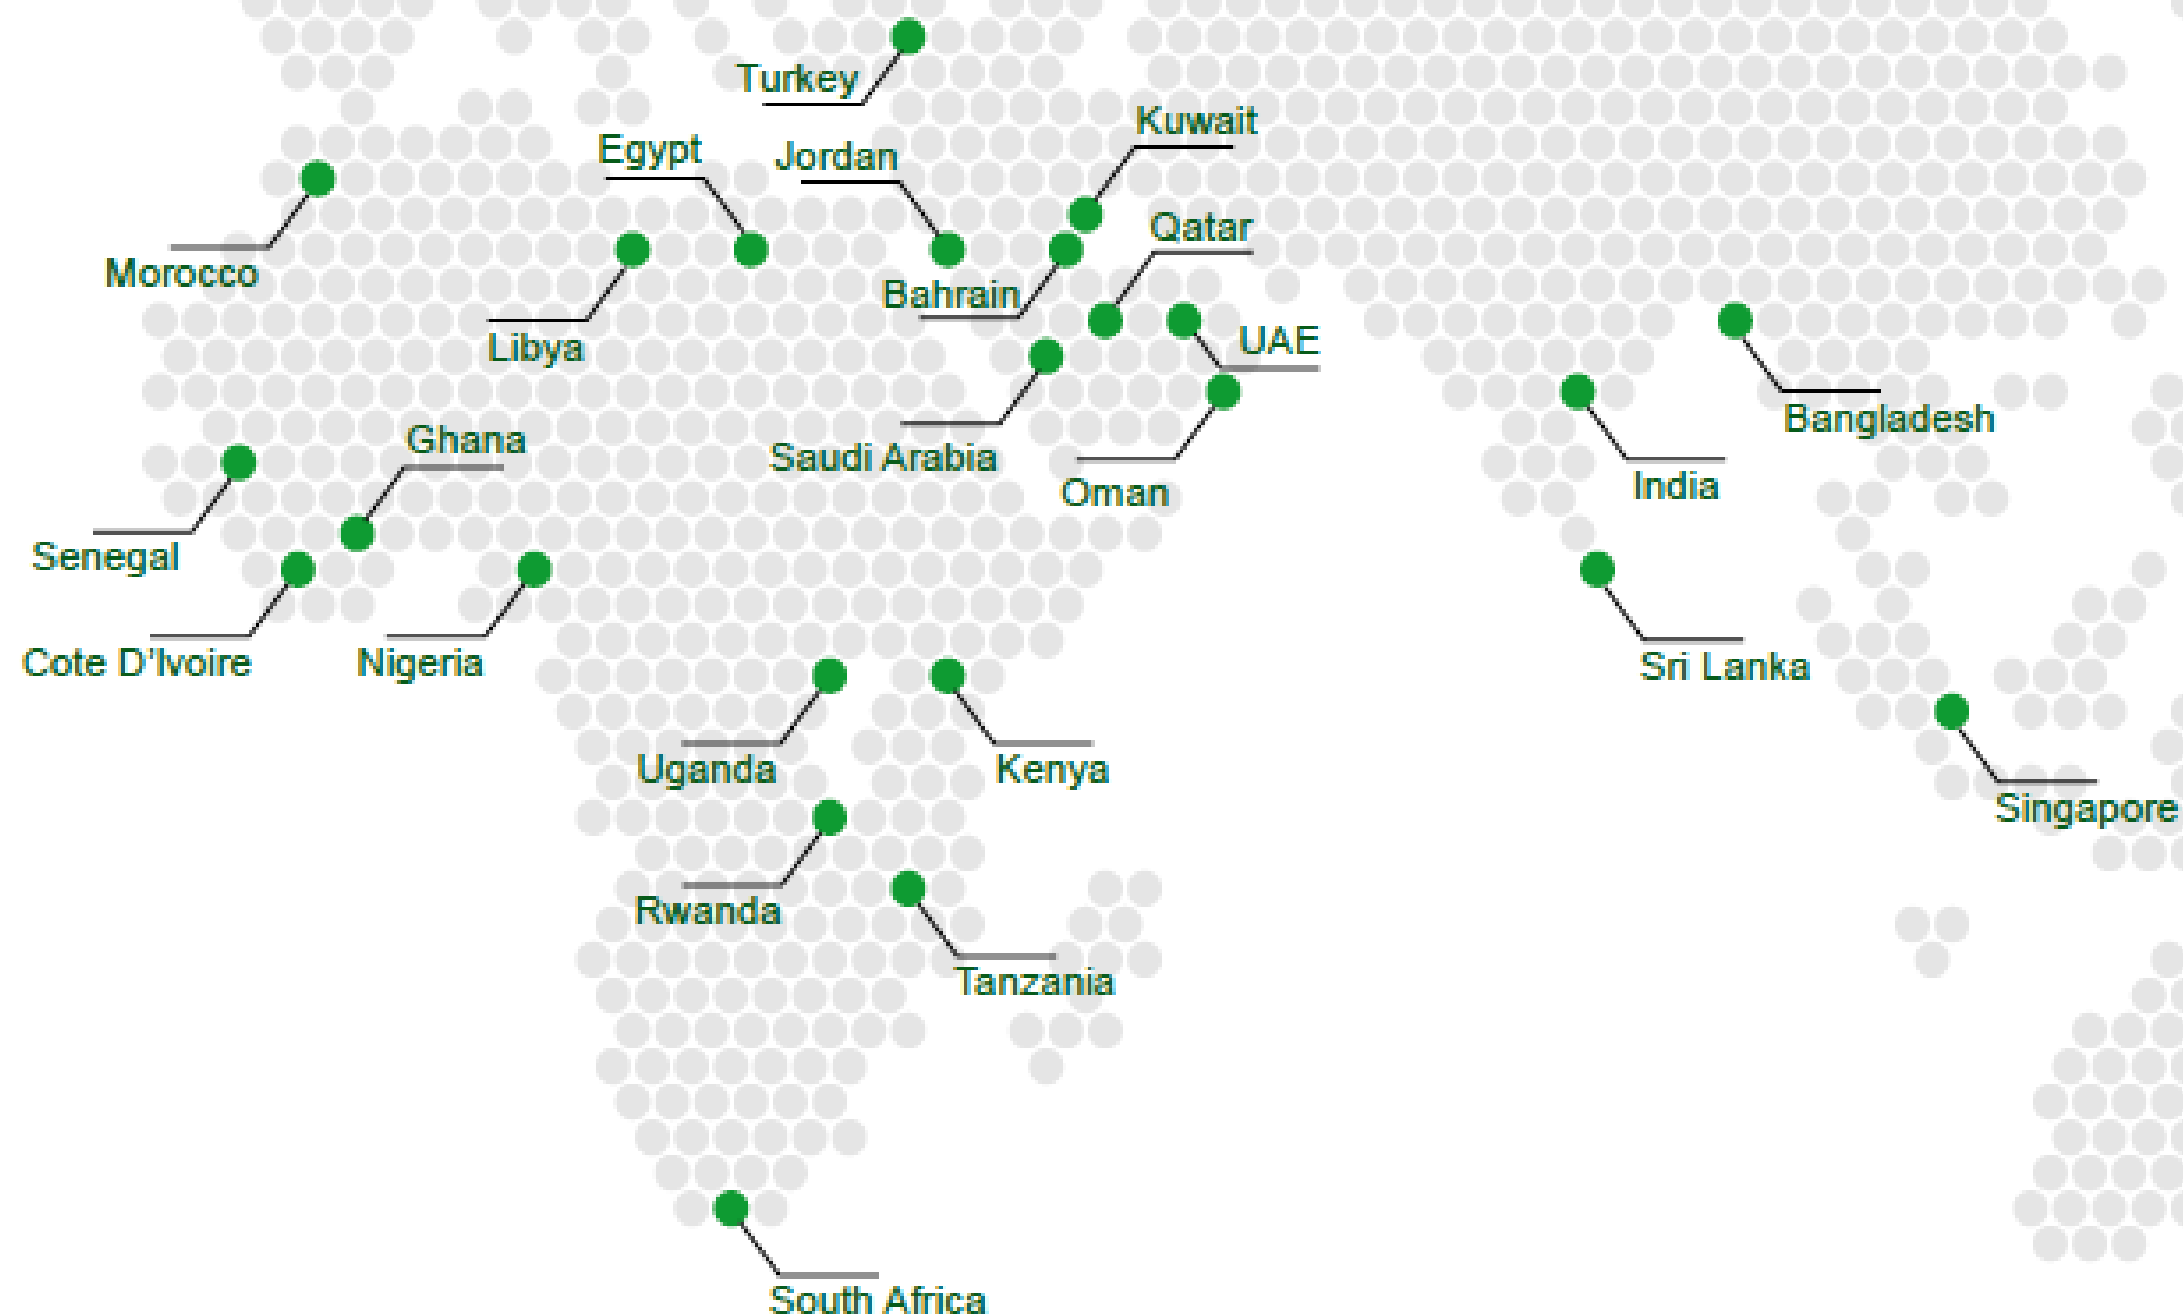 Turkey
Kuwait
Egypt
Jordan
Qatar
Morocco
Bahrain
UAE
Libya
Bangladesh
Ghana
Saudi Arabia
India
Oman
Senegal
Cote D'Ivoire
Nigeria
Sri Lanka
Uganda
Kenya
Singapore
Rwanda
Tanzania
South Africa